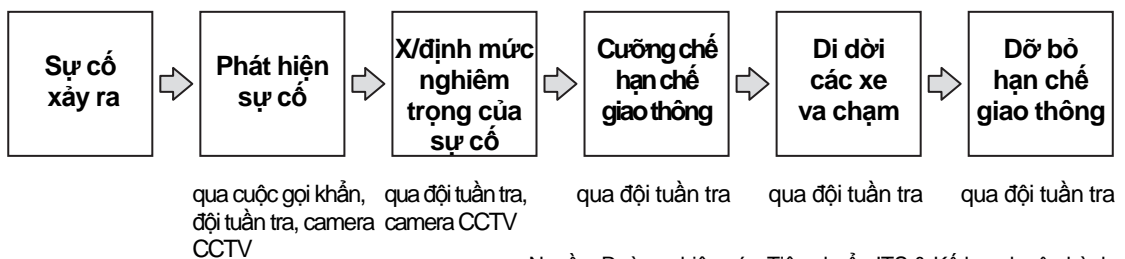 Sự cố
xảy ra
Phát hiện
sự cố
X/định mức
nghiêm
trọng của
sự cố
Cưỡng chế
hạn chế
giao thông
Di dời
các xe
va chạm
Dỡ bỏ
hạn chế
giao thông
qua cuộc gọi khẩn,
đội tuần tra, camera
CCTV
qua đội tuần tra,
camera CCTV
qua đội tuần tra
qua đội tuần tra
qua đội tuần tra